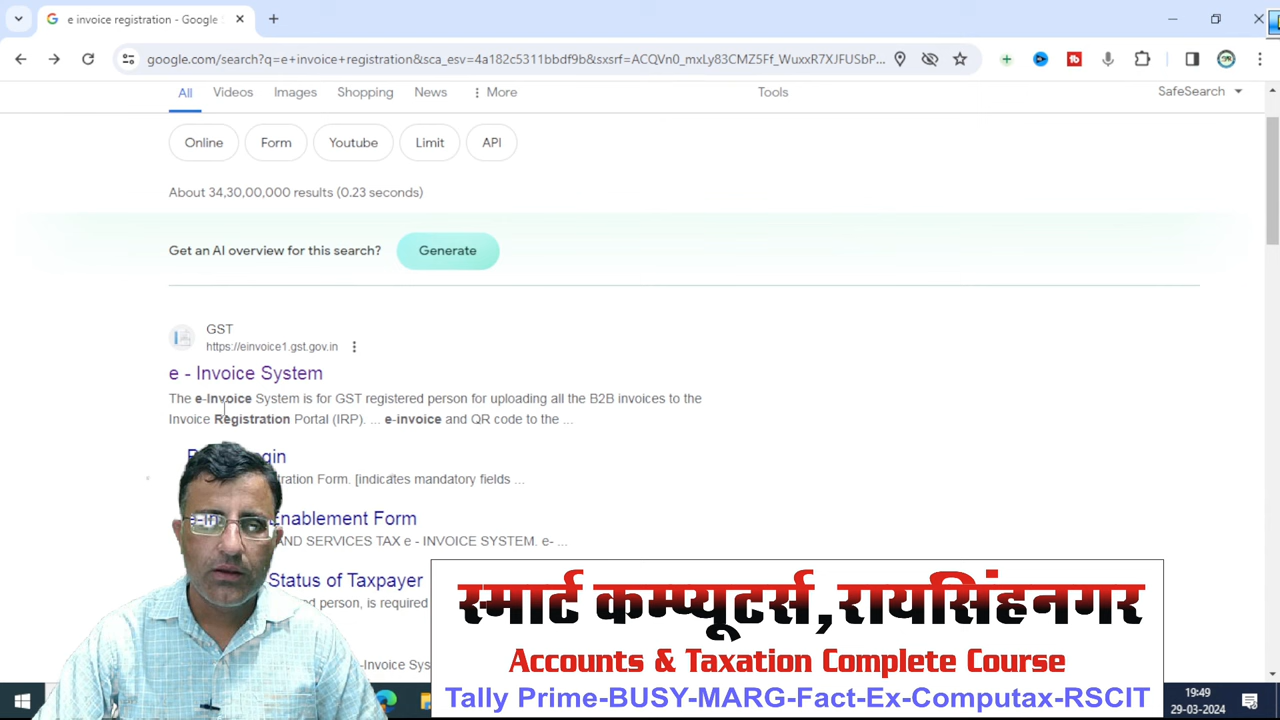 e invoice registration - Google
google.com/search?q=e+invoice+registration&sca_esv=4a182c5311bbdf9b&sxsrf=ACQVn0_mxLy83CMZ5Ff_WuxxR7XJFUSbP...
All Videos Images Shopping News More Tools SafeSearch
Online Form Youtube Limit API
About 34,30,00,000 results (0.23 seconds)
Get an AI overview for this search? Generate
GST
https://einvoice1.gst.gov.in
e - Invoice System
The e-Invoice System is for GST registered person for uploading all the B2B invoices to the
Invoice Registration Portal (IRP). ... e-invoice and QR code to the ...
Form. [indicates mandatory fields ...
Enablement Form
AND SERVICES TAX e - INVOICE SYSTEM. e- ...
Status of Taxpayer
person, is required
स्मार्ट कम्प्यूटर्स,रायसिंहनगर
Accounts & Taxation Complete Course
Tally Prime-BUSY-MARG-Fact-Ex-Computax-RSCIT
19:49
29-03-2024